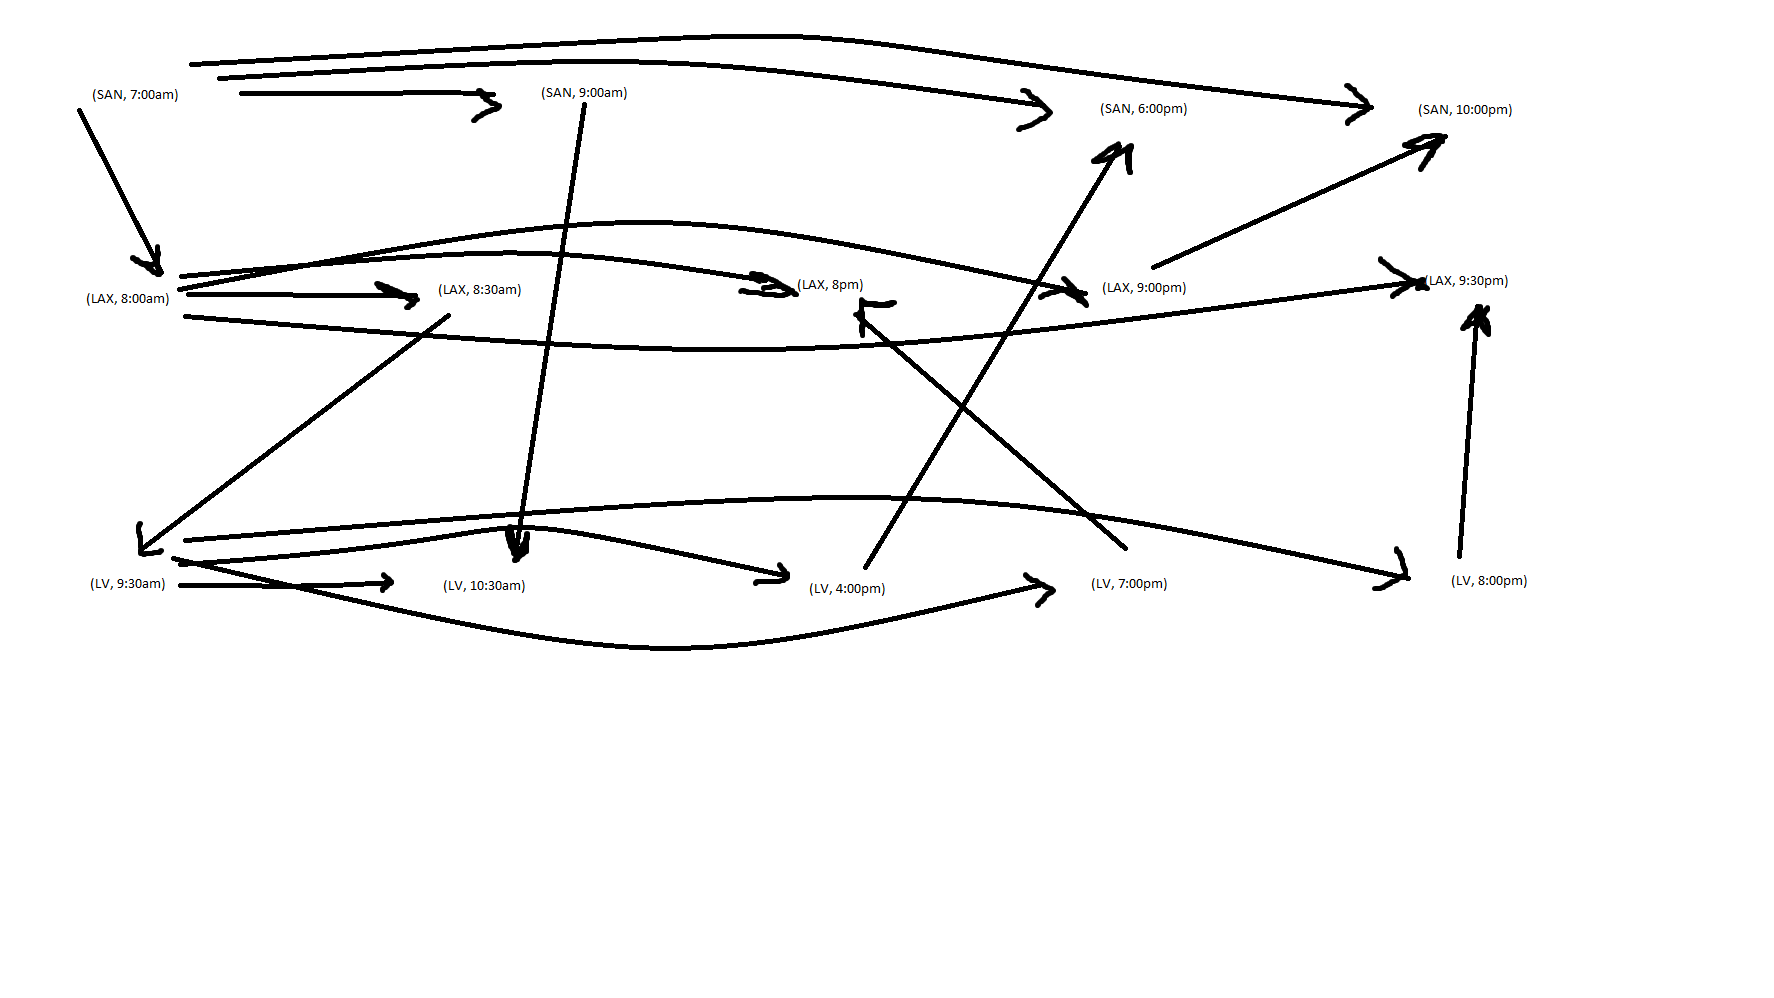 (SAN, 7:00am)
(SAN, 9:00am)
(SAN, 6:00pm)
(SAN, 10:00pm)
(LAX, 8:00am)
(LAX, 8:30am)
(LAX, 8pm)
(LAX, 9:00pm)
(LAX, 9:30pm)
(LV, 9:30am)
(LV, 10:30am)
(LV, 4:00pm)
(LV, 7:00pm)
(LV, 8:00pm)